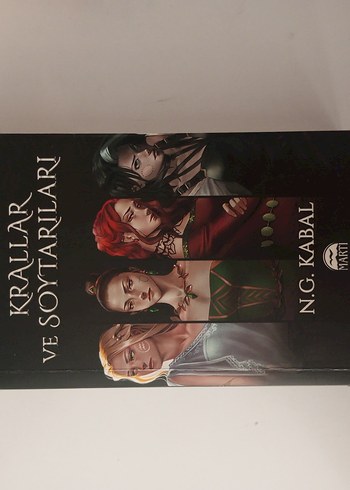 KRALLAR
VE SOYTARILARI
N.G. KABAL
MARTI